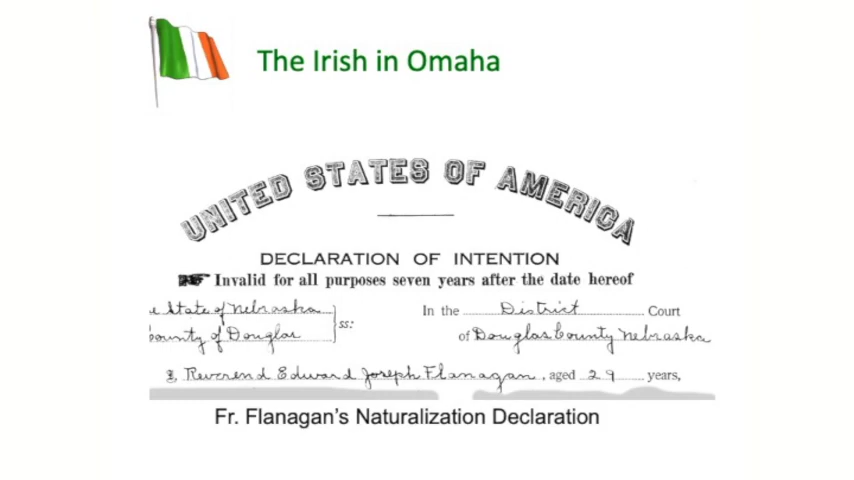 The Irish in Omaha
UNITED STATES OF AMERICA
DECLARATION OF INTENTION
Invalid for all purposes seven years after the date hereof
e State of Nebraska
In the District Court
County of Douglas
ss:
of Douglas County Nebraska
I, Reverend Edward Joseph Flanagan, aged 29 years,
Fr. Flanagan's Naturalization Declaration